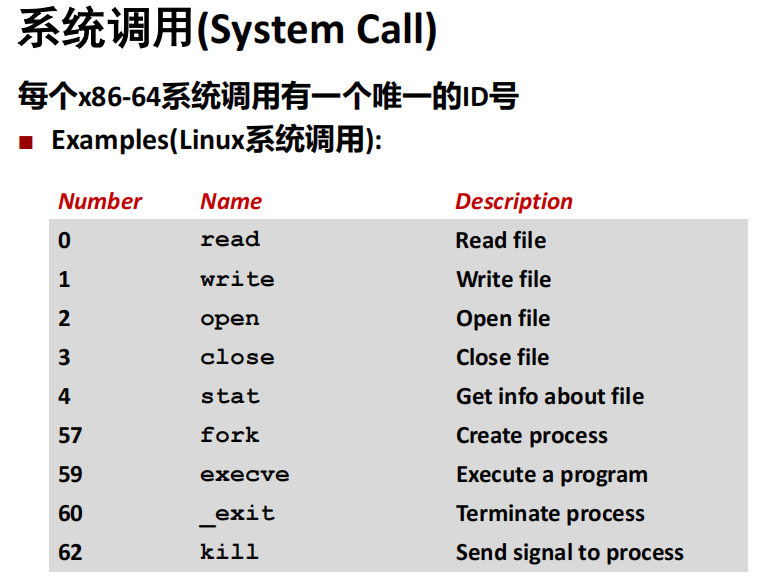 系统调用(System Call)
每个x86-64系统调用有一个唯一的ID号
Examples(Linux系统调用):
Number Name Description
0 read Read file
1 write Write file
2 open Open file
3 close Close file
4 stat Get info about file
57 fork Create process
59 execve Execute a program
60 _exit Terminate process
62 kill Send signal to process